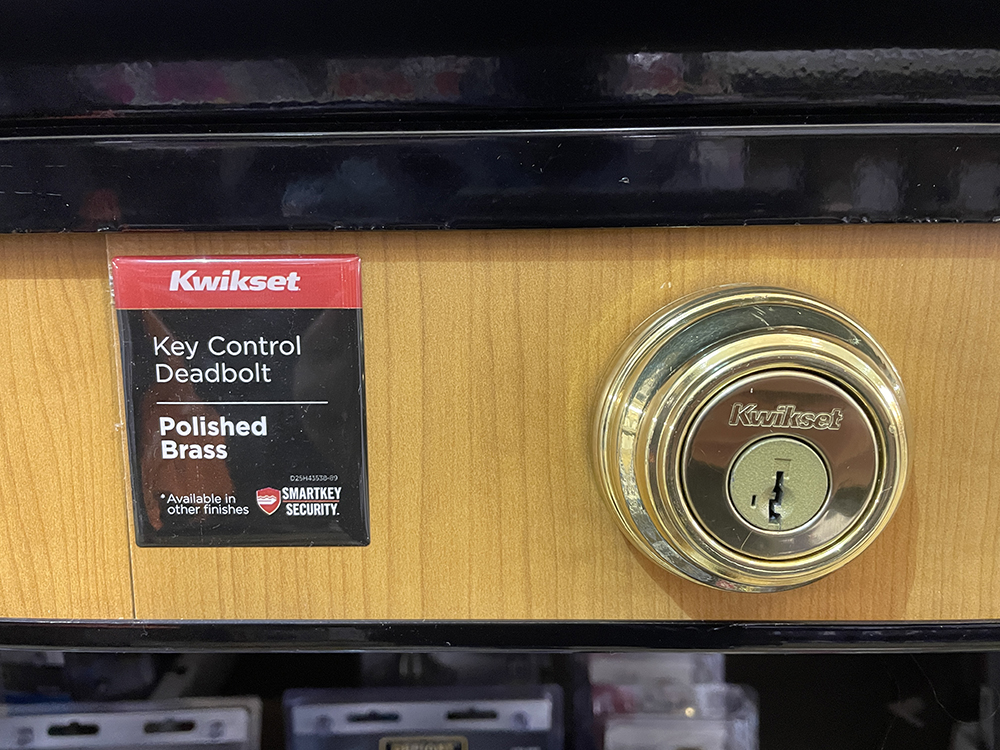 Kwikset
Key Control
Deadbolt
Polished
Brass
*Available in
other finishes
SMARTKEY
SECURITY.
Kwikset